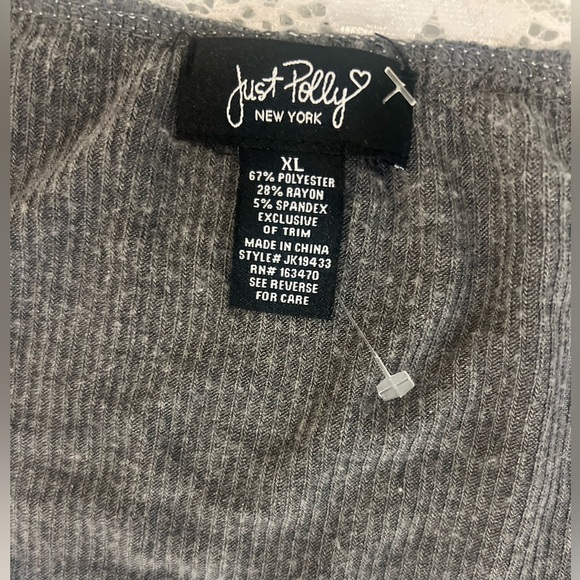 Just Polly
NEW YORK
XL
67% POLYESTER
28% RAYON
5% SPANDEX
EXCLUSIVE
OF TRIM
MADE IN CHINA
STYLE# JK19433
RN# 163470
SEE REVERSE
FOR CARE